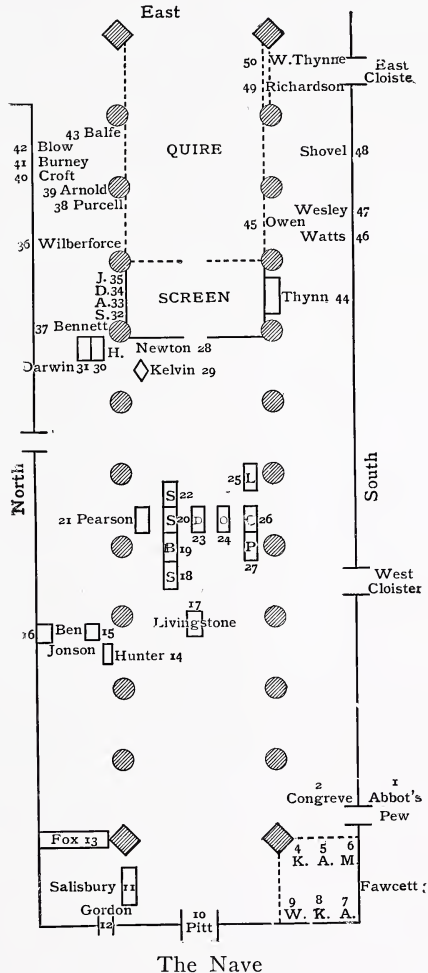 East
50 W. Thynne
East Cloiste
49 Richardson
43 Balfe
42 Blow
QUIRE
Shovel 48
41 Burney
40 Croft
39 Arnold
38 Purcell
Wesley 47
45 Owen
Watts 46
36 Wilberforce
J. 35
D. 34
A. 33
S. 32
SCREEN
Thynn 44
37 Bennett
H.
Newton 28
Darwin 31 30
Kelvin 29
North
South
S 22
25 L
21 Pearson
S 20
D 23
O 24
C 26
B 19
P 27
S 18
West Cloister
17
Livingstone
16
Ben 15
Jonson
Hunter 14
2
Congreve
1
Abbot's
Pew
Fox 13
4 5 6
K. A. M.
Salisbury 11
Fawcett 3
Gordon
12
10
Pitt
9 8 7
W. K. A.
The Nave